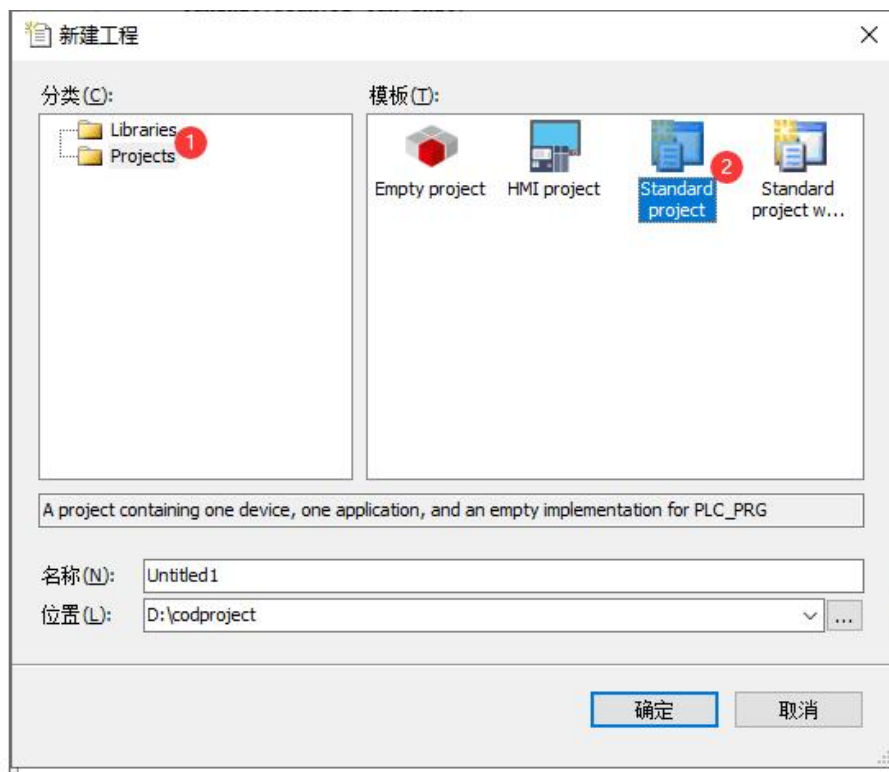 新建工程
分类(C):
模板(T):
Libraries
Projects
1
Empty project
HMI project
Standard
project
2
Standard
project w...
A project containing one device, one application, and an empty implementation for PLC_PRG
名称(N):
Untitled1
位置(L):
D:\codproject
...
确定
取消